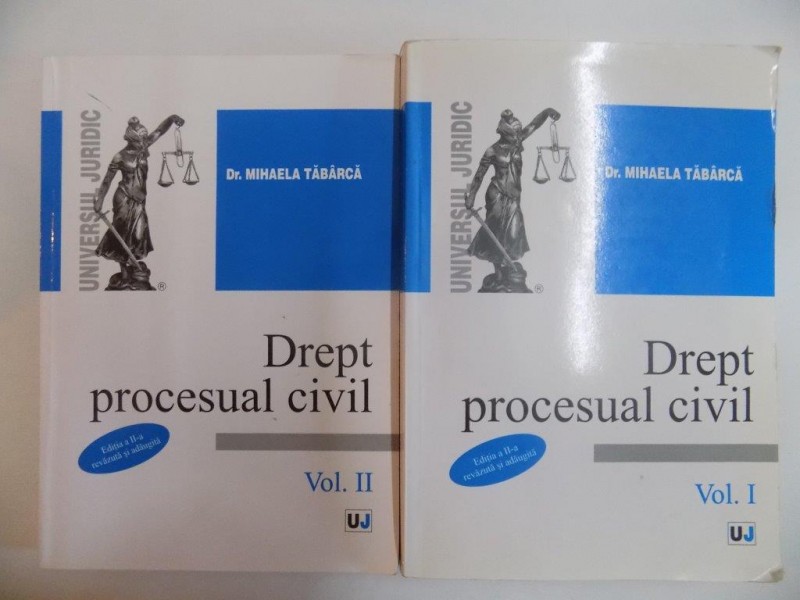 UNIVERSUL JURIDIC
®
Dr. MIHAELA TĂBÂRCĂ
Drept
procesual civil
Ediția a II-a
revăzută și adăugită
Vol. II
UJ
UNIVERSUL JURIDIC
®
Dr. MIHAELA TĂBÂRCĂ
Drept
procesual civil
Ediția a II-a
revăzută și adăugită
Vol. I
UJ